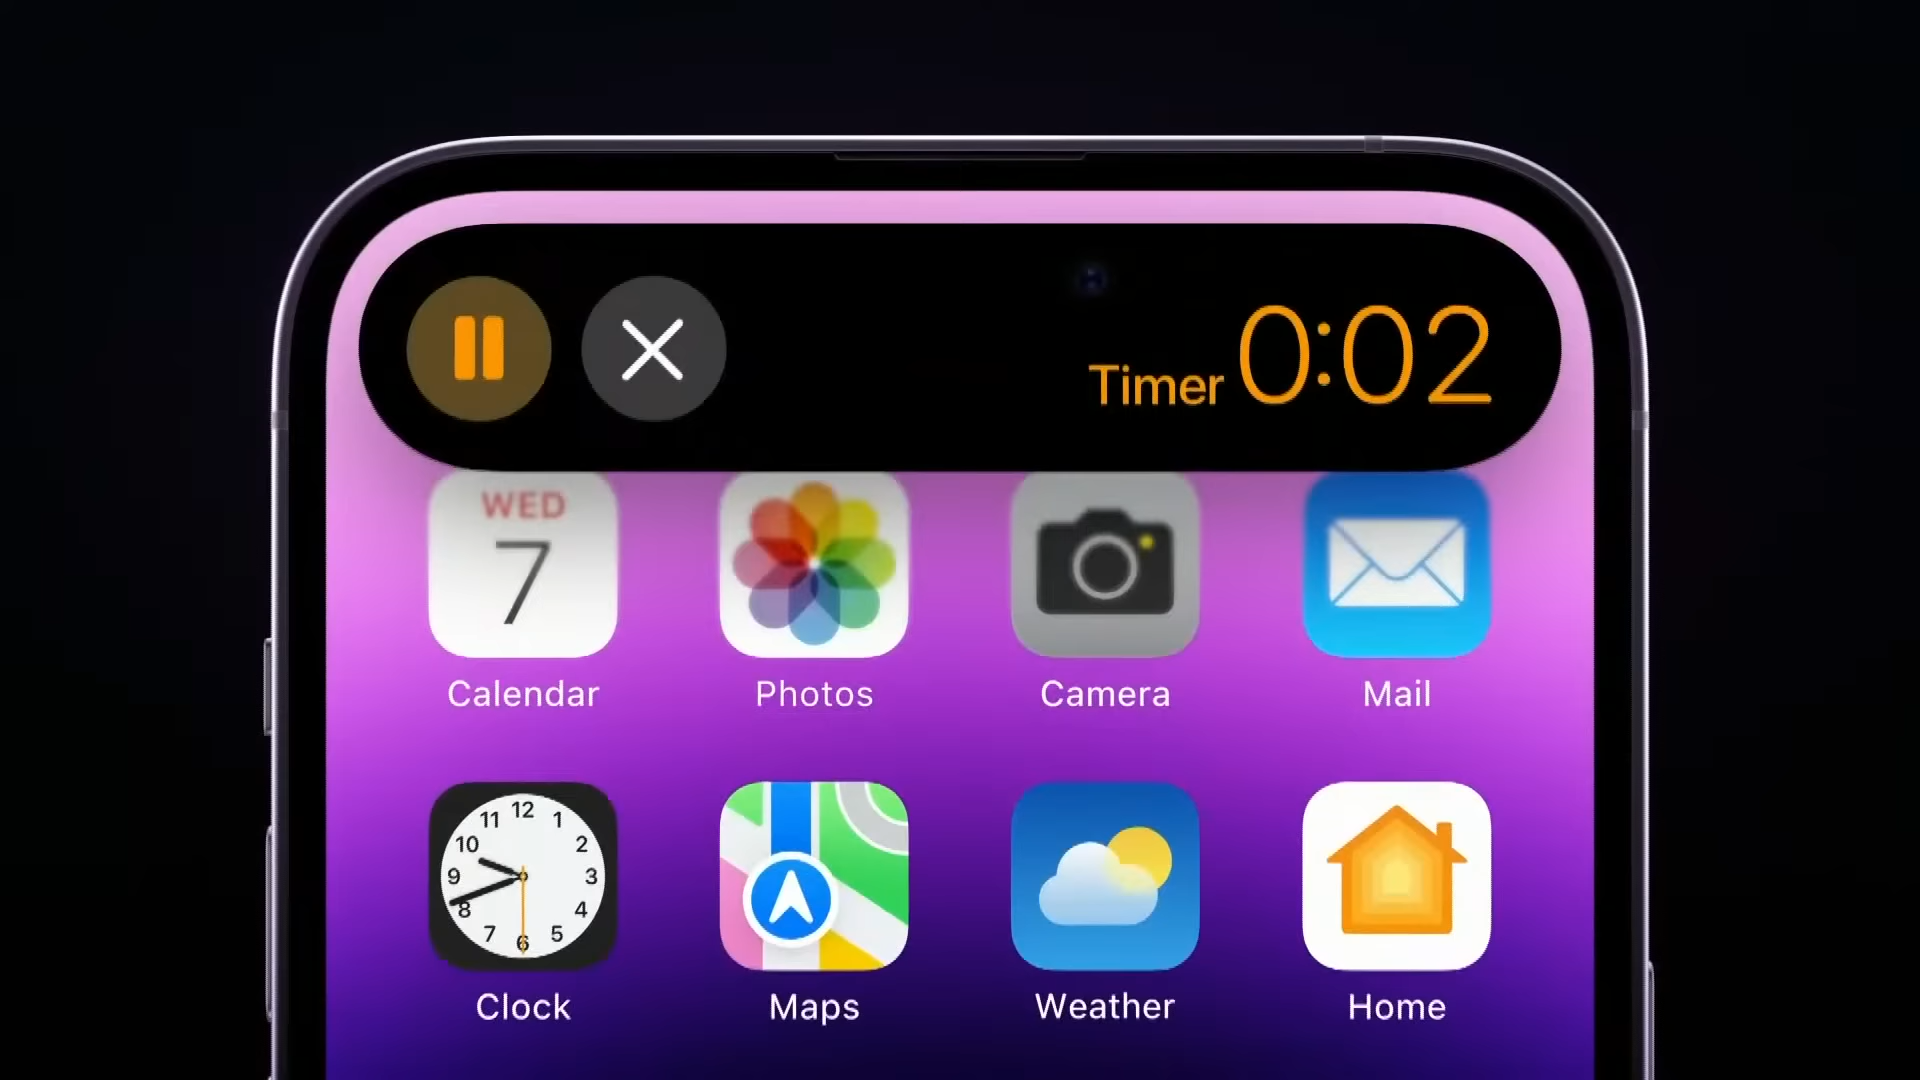 Timer 0:02
WED
7
Calendar
Photos
Camera
Mail
12
11 1
10 2
9 3
8 4
7 5
6
Clock
Maps
Weather
Home